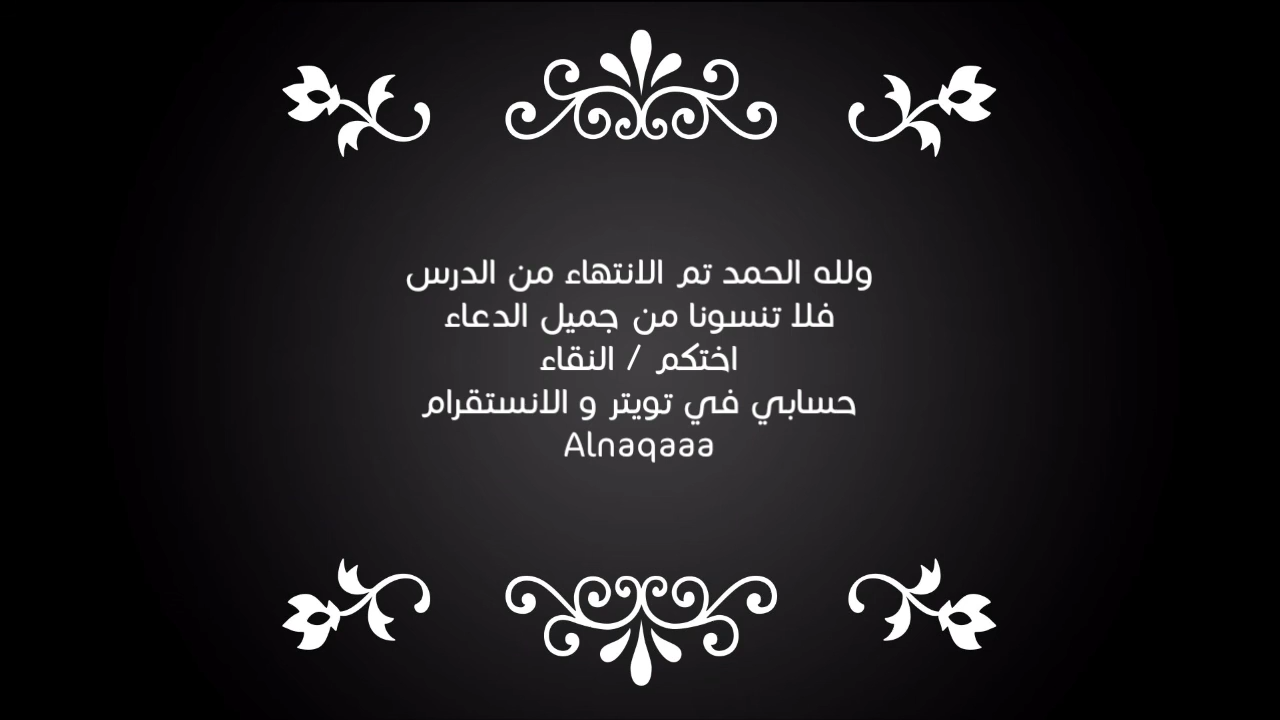 ولله الحمد تم الانتهاء من الدرس
فلا تنسونا من جميل الدعاء
اختكم / النقاء
حسابي في تويتر و الانستقرام
Alnaqaaa